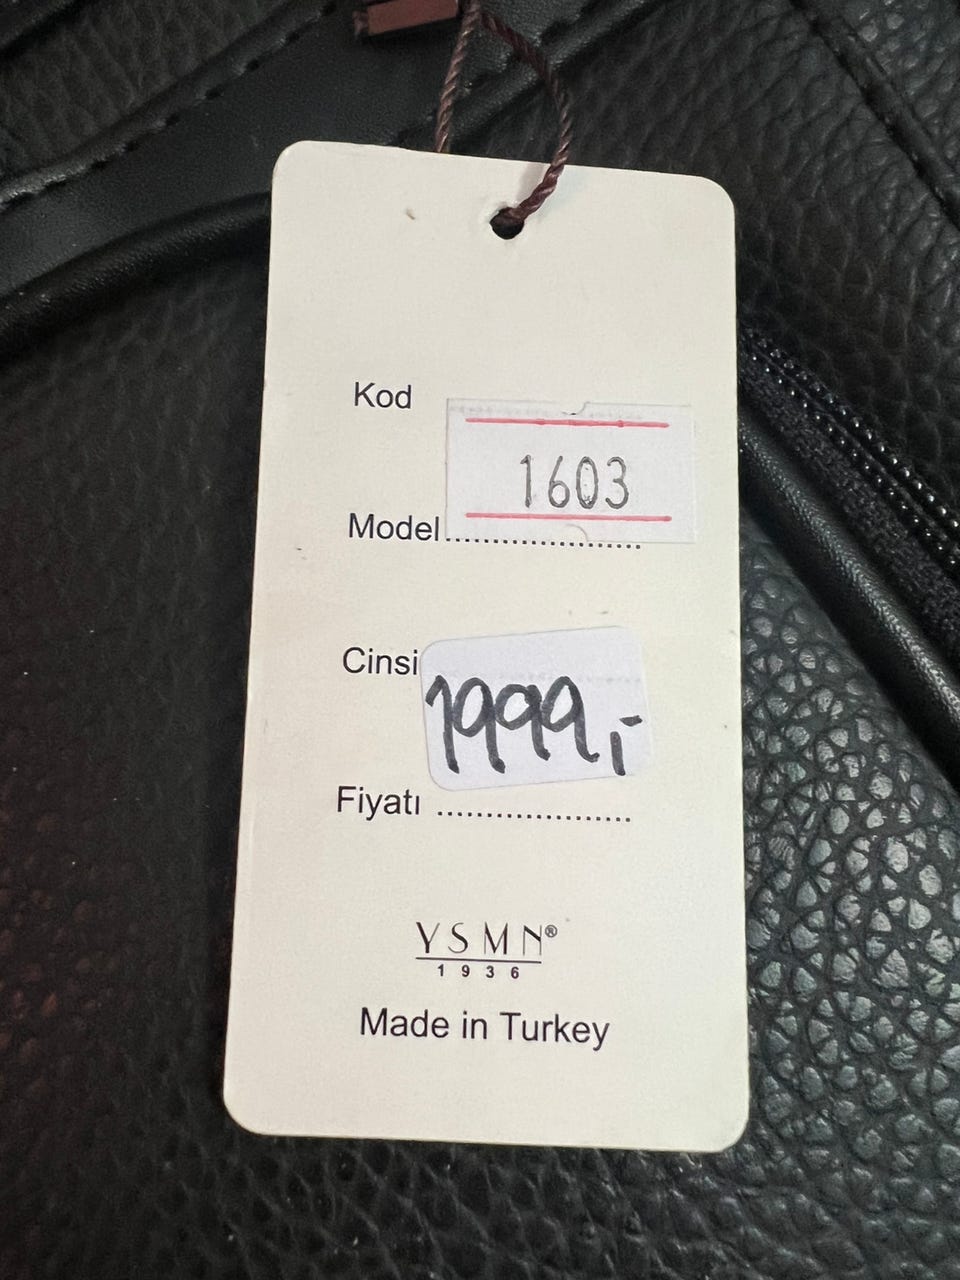 Kod
1603
Model......................
Cinsi
1999,-
Fiyatı ......................
YSMN®
1936
Made in Turkey